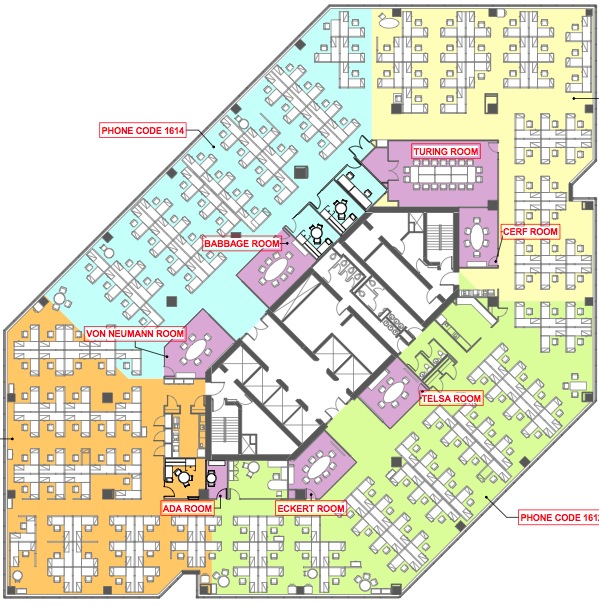 PHONE CODE 1614
TURING ROOM
CERF ROOM
BABBAGE ROOM
VON NEUMANN ROOM
TELSA ROOM
ADA ROOM
ECKERT ROOM
PHONE CODE 161